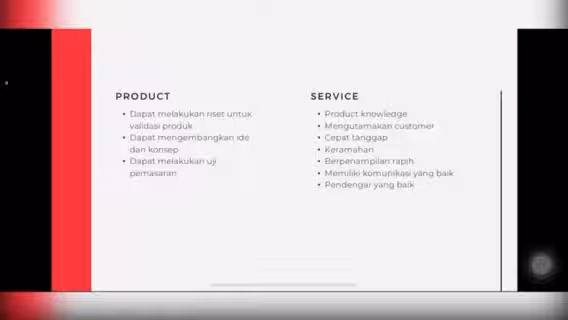 PRODUCT
• Dapat melakukan riset untuk
validasi produk
• Dapat mengembangkan ide
dan konsep
• Dapat melakukan uji
pemasaran
SERVICE
• Product knowledge
• Mengutamakan customer
• Cepat tanggap
• Keramahan
• Berpenampilan rapih
• Memiliki komunikasi yang baik
• Pendengar yang baik